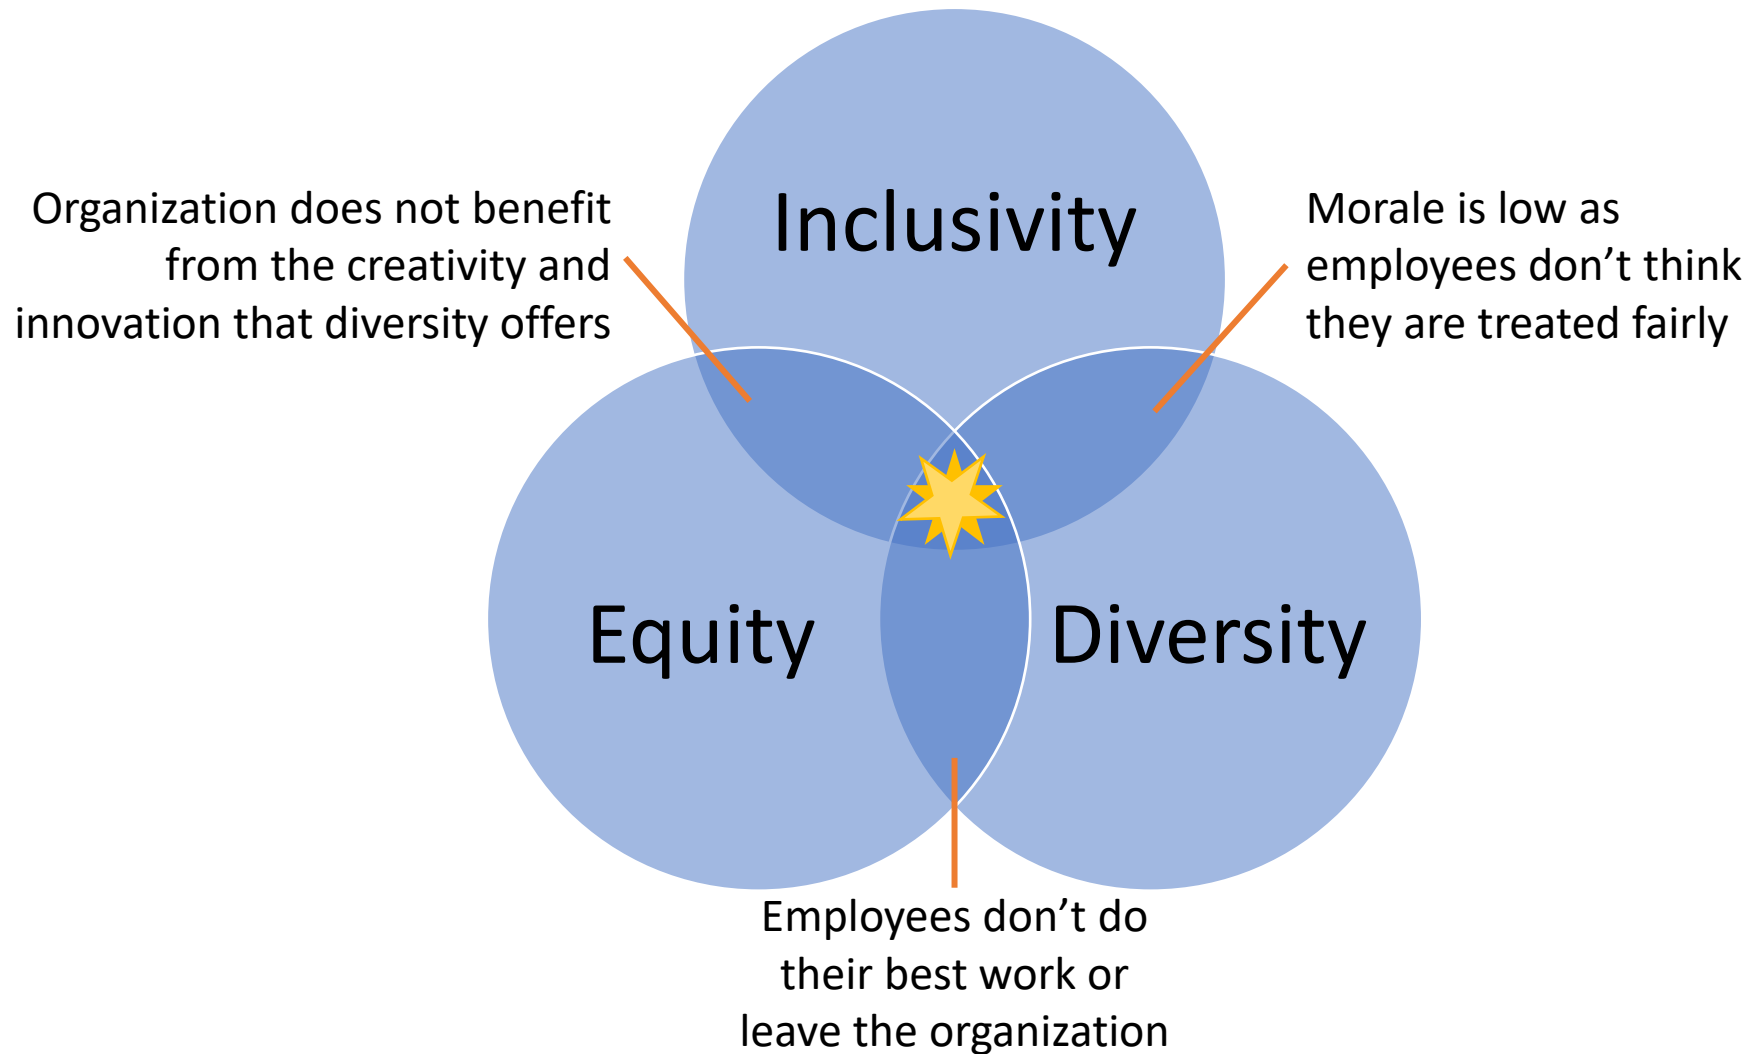 Inclusivity
Organization does not benefit
from the creativity and
innovation that diversity offers
Morale is low as
employees don’t think
they are treated fairly
Equity
Diversity
Employees don’t do
their best work or
leave the organization